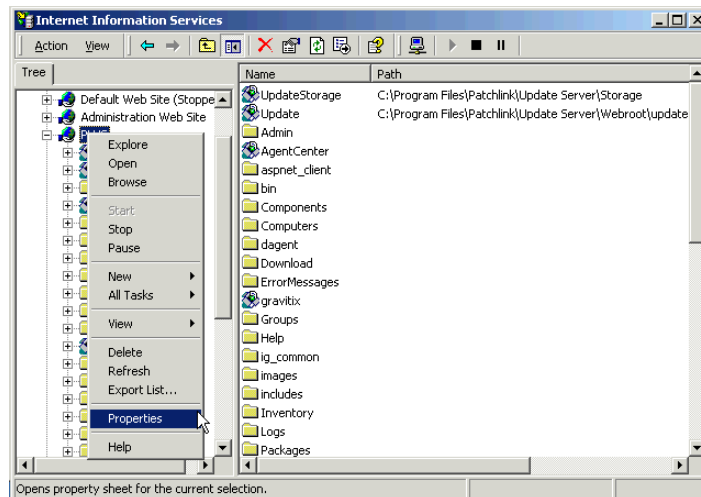 Internet Information Services
Action View
Tree
Name Path
Default Web Site (Stoppe
Administration Web Site
Explore
Open
Browse
Start
Stop
Pause
New
All Tasks
View
Delete
Refresh
Export List...
Properties
Help
UpdateStorage C:\Program Files\Patchlink\Update Server\Storage
Update C:\Program Files\Patchlink\Update Server\Webroot\update
Admin
AgentCenter
aspnet_client
bin
Components
Computers
dagent
Download
ErrorMessages
gravitix
Groups
Help
ig_common
images
includes
Inventory
Logs
Packages
Opens property sheet for the current selection.